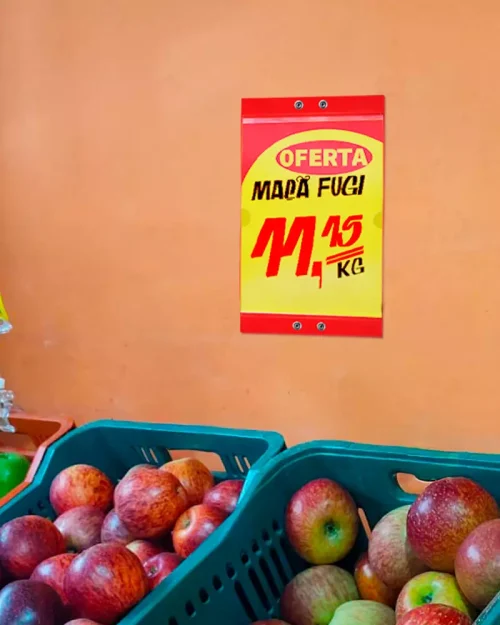 OFERTA
MAÇÃ FUGI
11,15
KG